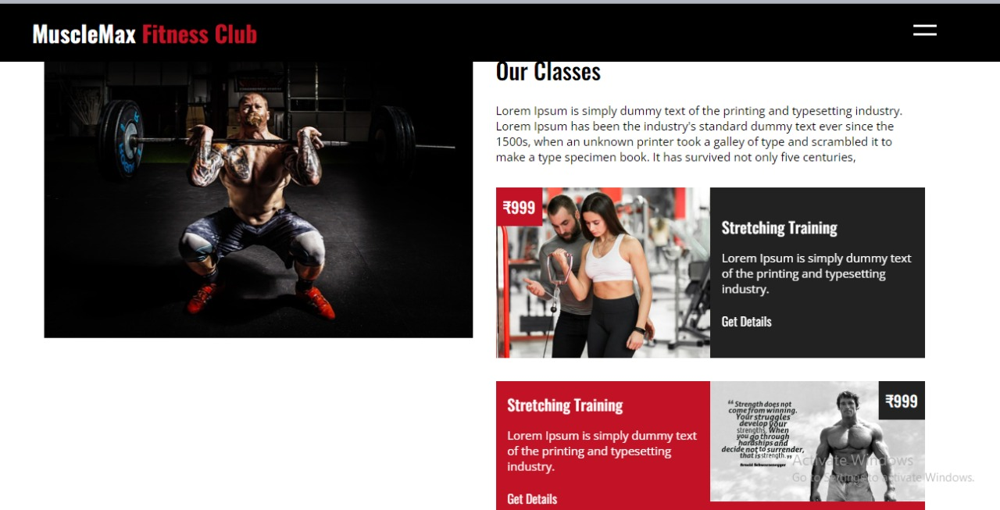 MuscleMax Fitness Club
Our Classes
Lorem Ipsum is simply dummy text of the printing and typesetting industry.
Lorem Ipsum has been the industry's standard dummy text ever since the
1500s, when an unknown printer took a galley of type and scrambled it to
make a type specimen book. It has survived not only five centuries,
₹999
Stretching Training
Lorem Ipsum is simply dummy text
of the printing and typesetting
industry.
Get Details
Stretching Training
Lorem Ipsum is simply dummy text
of the printing and typesetting
industry.
Get Details
“Strength does not
come from winning.
Your struggles
develop your
strengths. When
you go through
hardships and
decide not to surrender,
that is strength.”
Arnold Schwarzenegger
₹999
Activate Windows
Go to Settings to activate Windows.